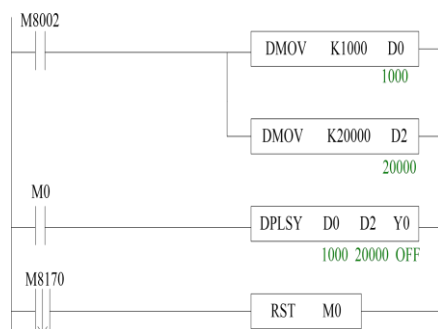 M8002
DMOV K1000 D0
1000
DMOV K20000 D2
20000
M0
DPLSY D0 D2 Y0
1000 20000 OFF
M8170
RST M0